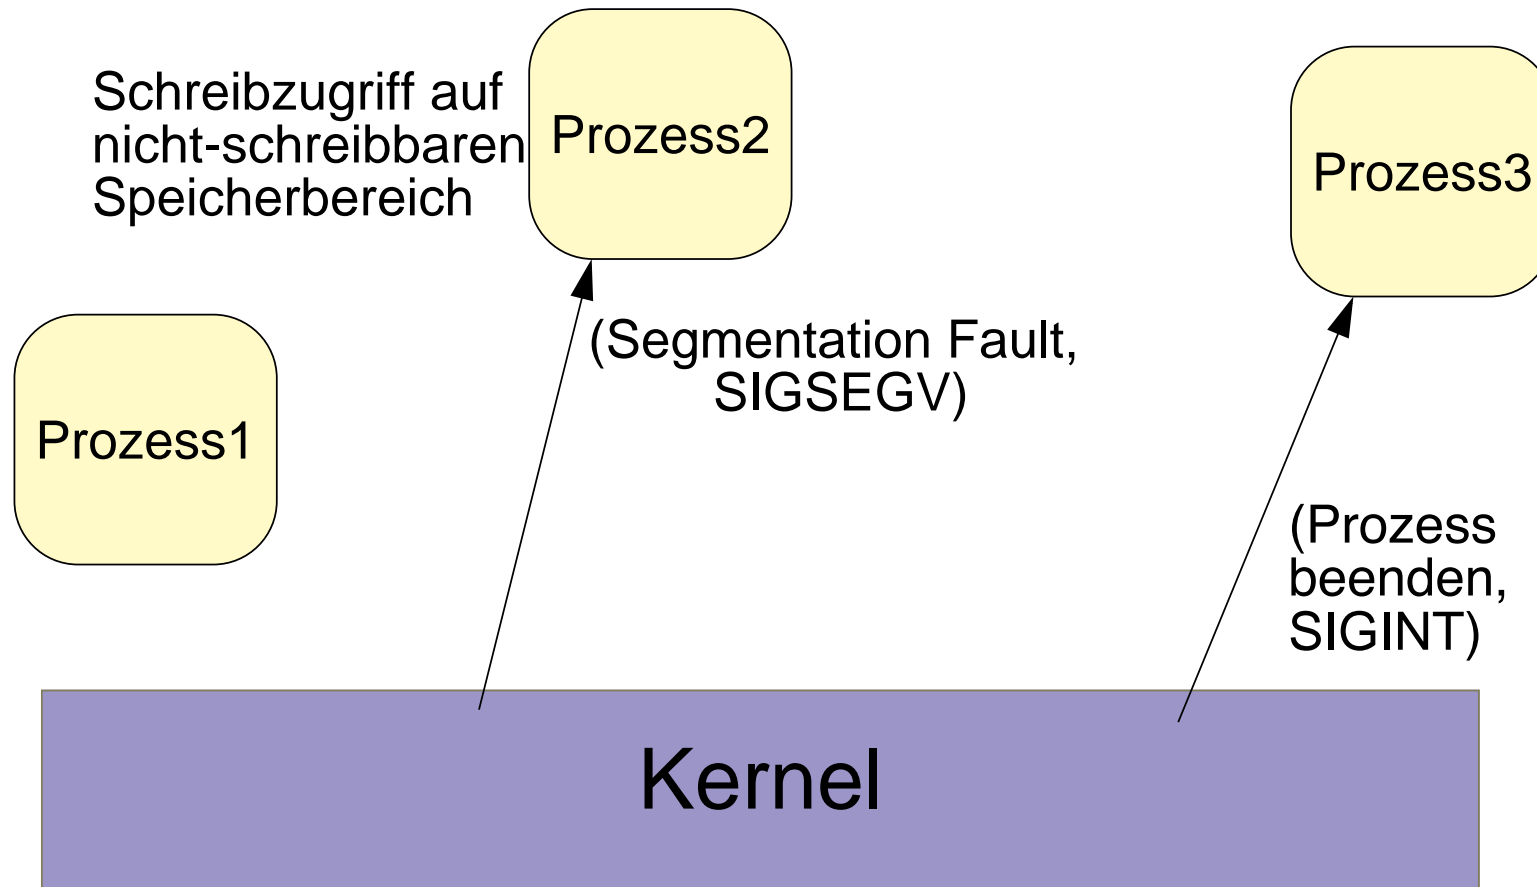 Schreibzugriff auf
nicht-schreibbaren
Speicherbereich
Prozess2
Prozess3
(Segmentation Fault,
SIGSEGV)
Prozess1
(Prozess
beenden,
SIGINT)
Kernel